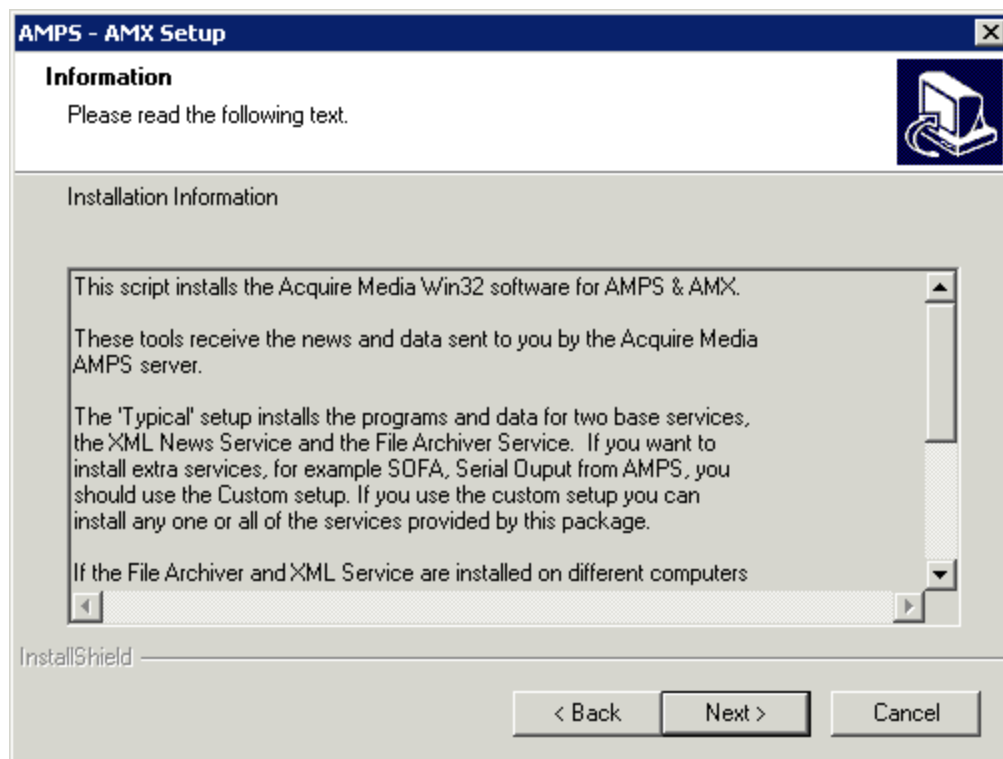 AMPS - AMX Setup
Information
Please read the following text.
Installation Information
This script installs the Acquire Media Win32 software for AMPS & AMX.
These tools receive the news and data sent to you by the Acquire Media
AMPS server.
The 'Typical' setup installs the programs and data for two base services,
the XML News Service and the File Archiver Service.  If you want to
install extra services, for example SOFA, Serial Ouput from AMPS, you
should use the Custom setup. If you use the custom setup you can
install any one or all of the services provided by this package.
If the File Archiver and XML Service are installed on different computers
InstallShield
< Back
Next >
Cancel